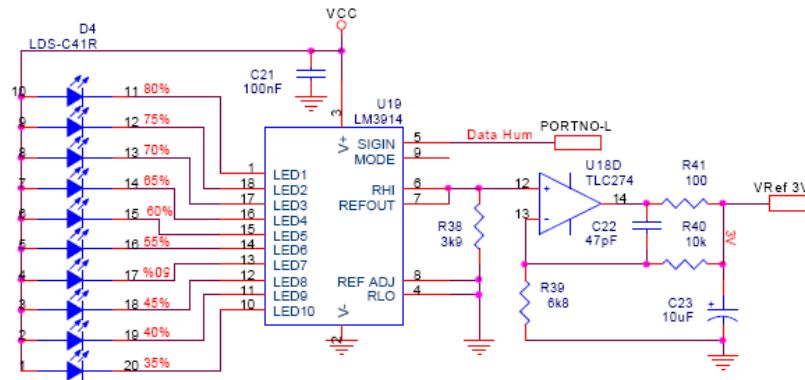 D4
LDS-C41R
VCC
C21
100nF
U19
LM3914
10 11 80%
9 12 75%
8 13 70%
7 14 65%
6 15 60%
5 16 55%
4 17 50%
3 18 45%
2 19 40%
1 20 35%
3
V+
1 LED1
18 LED2
17 LED3
16 LED4
15 LED5
14 LED6
13 LED7
12 LED8
11 LED9
10 LED10
SIGIN 5
MODE 9
RHI 6
REFOUT 7
REF ADJ 8
RLO 4
V-
2
Data Hum
PORTNO-L
R38
3k9
U18D
TLC274
12 +
13 -
14
R41
100
VRef 3V
C22
47pF
R40
10k
3V
R39
6k8
C23
10uF
+